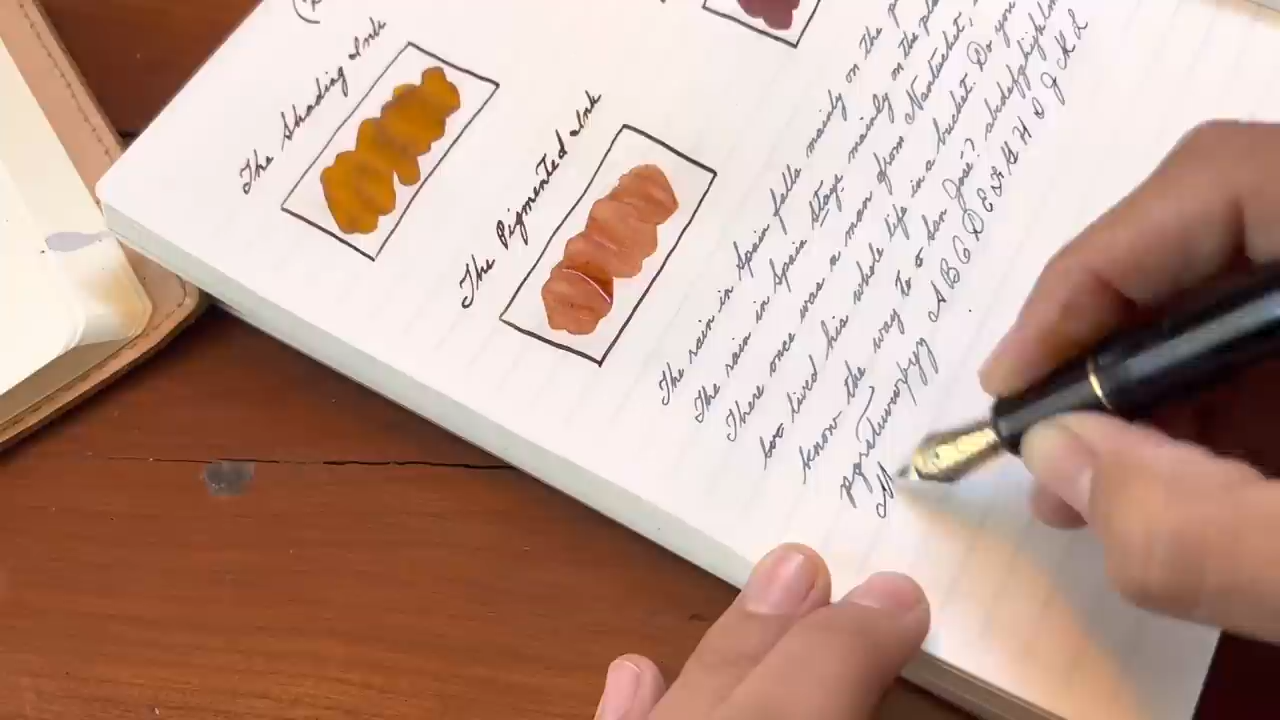 The Shading Ink
The Pigmented Ink
The rain in Spain falls mainly on the
The rain in Spain stays mainly on the
There once was a man from Nantucket,
too lived his whole life in a bucket. Do you
know the way to San José?
A B C D E F G H I J K L
M